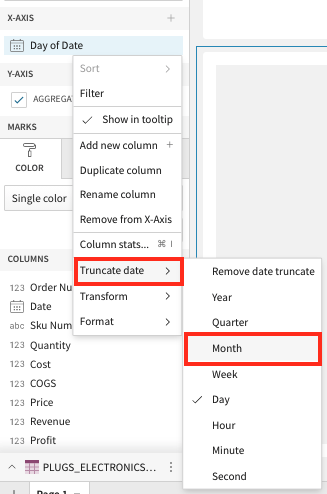 X-AXIS
Day of Date
Sort
Filter
Y-AXIS
AGGREGA
Show in tooltip
MARKS
Add new column
COLOR
Duplicate column
Single color
Rename column
Remove from X-Axis
Column stats... ⌘ I
COLUMNS
Truncate date
Remove date truncate
123 Order Nu
Transform
Year
Date
abc Sku Num
Format
Quarter
123 Quantity
Month
123 Cost
Week
123 COGS
Day
123 Price
Hour
123 Revenue
Minute
123 Profit
PLUGS_ELECTRONICS...
Second
Page 1